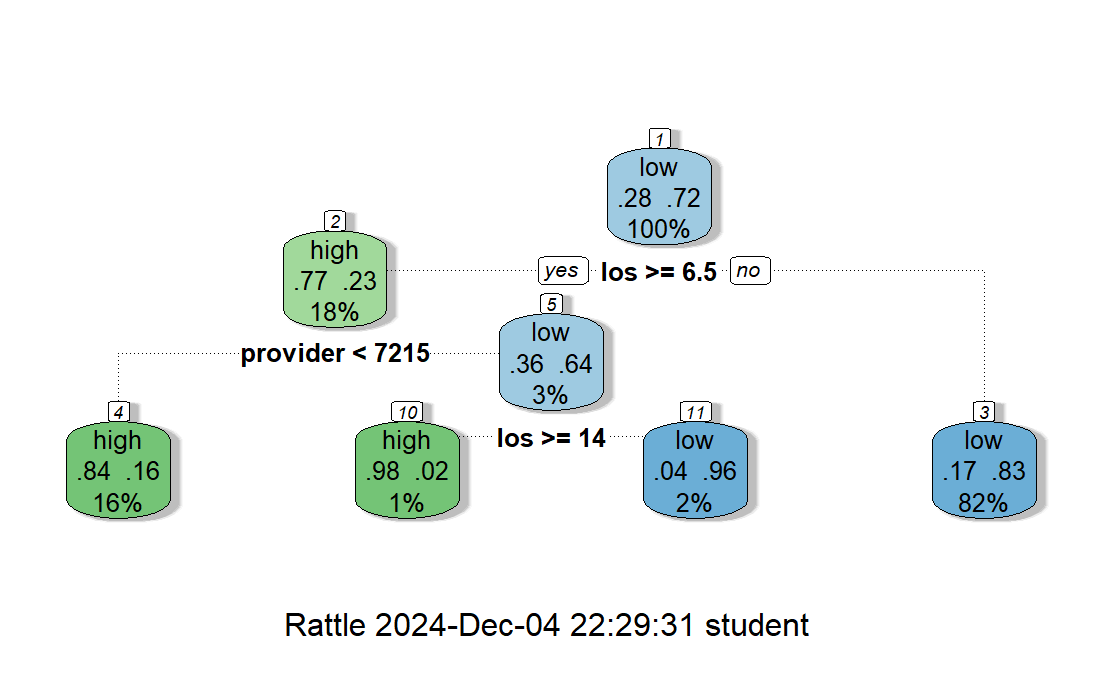 1
low
.28 .72
100%
2
high
.77 .23
18%
yes los >= 6.5 no
5
low
.36 .64
3%
provider < 7215
4
high
.84 .16
16%
10
high
.98 .02
1%
los >= 14
11
low
.04 .96
2%
3
low
.17 .83
82%
Rattle 2024-Dec-04 22:29:31 student